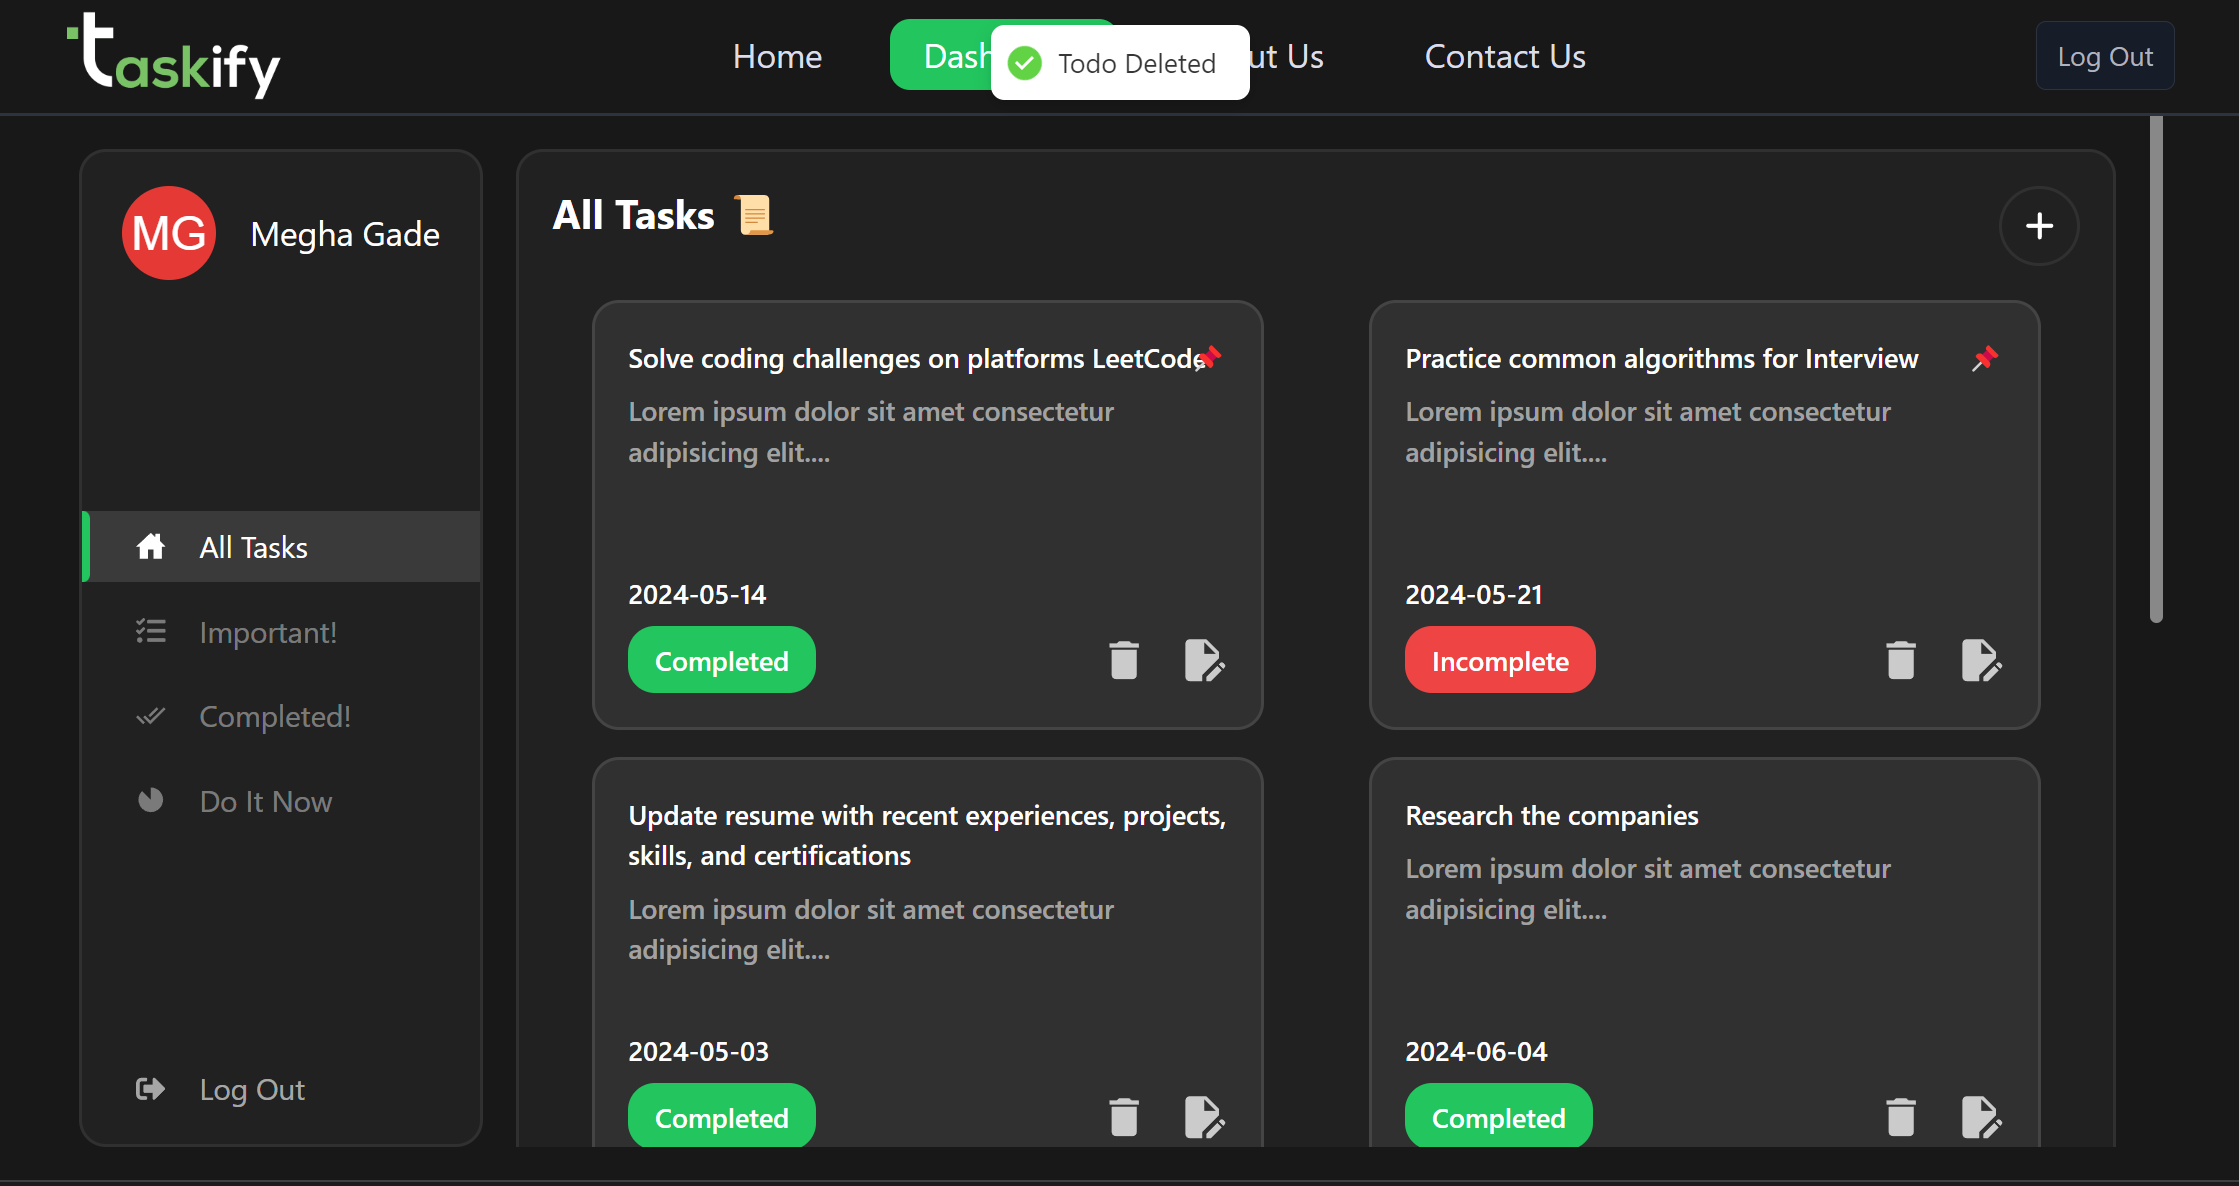 taskify
Home
Dash
Todo Deleted
ut Us
Contact Us
Log Out
MG
Megha Gade
All Tasks
Important!
Completed!
Do It Now
Log Out
All Tasks 📜
Solve coding challenges on platforms LeetCode
Lorem ipsum dolor sit amet consectetur
adipisicing elit....
2024-05-14
Completed
Practice common algorithms for Interview
Lorem ipsum dolor sit amet consectetur
adipisicing elit....
2024-05-21
Incomplete
Update resume with recent experiences, projects,
skills, and certifications
Lorem ipsum dolor sit amet consectetur
adipisicing elit....
2024-05-03
Completed
Research the companies
Lorem ipsum dolor sit amet consectetur
adipisicing elit....
2024-06-04
Completed